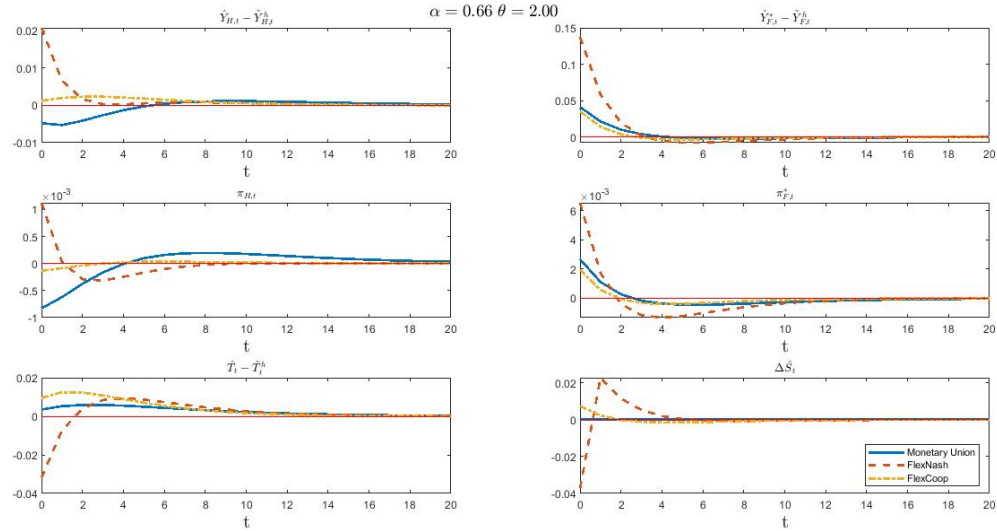 α = 0.66 θ = 2.00
Ŷ_{H,t} − Ỹ^h_{H,t}
0.02
0.01
0
-0.01
0 2 4 6 8 10 12 14 16 18 20
t
Ŷ^*_{F,t} − Ỹ^h_{F,t}
0.15
0.1
0.05
0
0 2 4 6 8 10 12 14 16 18 20
t
π_{H,t}
×10^{-3}
1
0.5
0
-0.5
-1
0 2 4 6 8 10 12 14 16 18 20
t
π^*_{F,t}
×10^{-3}
6
4
2
0
0 2 4 6 8 10 12 14 16 18 20
t
T̂_t − T̃^h_t
0.02
0
-0.02
-0.04
0 2 4 6 8 10 12 14 16 18 20
t
ΔŜ_t
0.02
0
-0.02
-0.04
0 2 4 6 8 10 12 14 16 18 20
t
Monetary Union
FlexNash
FlexCoop